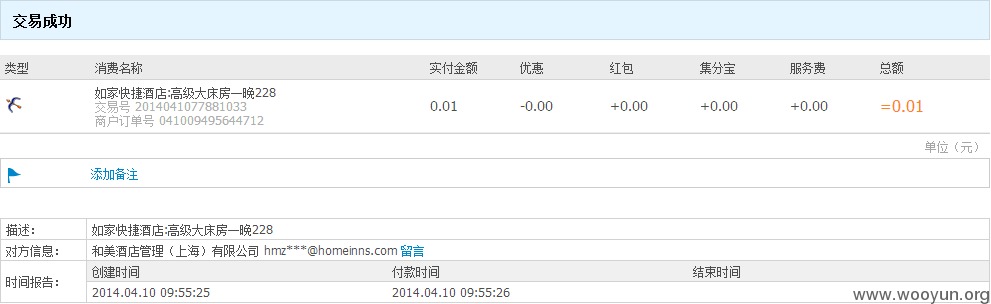 交易成功
类型 消费名称 实付金额 优惠 红包 集分宝 服务费 总额
如家快捷酒店:高级大床房一晚228
交易号 2014041077881033
商户订单号 041009495644712
0.01 -0.00 +0.00 +0.00 +0.00 =0.01
单位（元）
添加备注
描述： 如家快捷酒店:高级大床房一晚228
对方信息： 和美酒店管理（上海）有限公司 hmz***@homeinns.com 留言
时间报告： 创建时间 付款时间 结束时间
2014.04.10 09:55:25 2014.04.10 09:55:26
www.wooyun.org